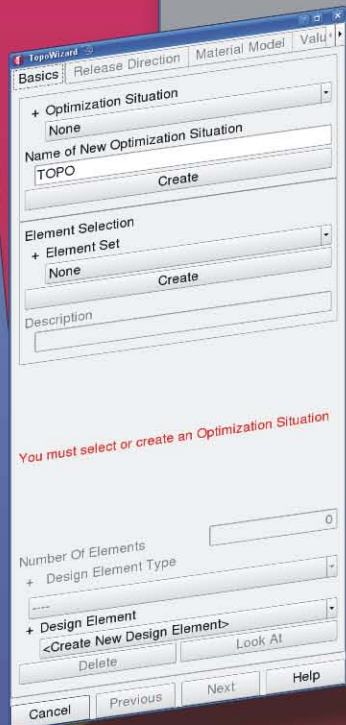 TopoWizard
Basics Release Direction Material Model Valu
+ Optimization Situation
None
Name of New Optimization Situation
TOPO
Create
Element Selection
+ Element Set
None
Create
Description
You must select or create an Optimization Situation
Number Of Elements 0
+ Design Element Type
----
+ Design Element
<Create New Design Element>
Delete Look At
Cancel Previous Next Help